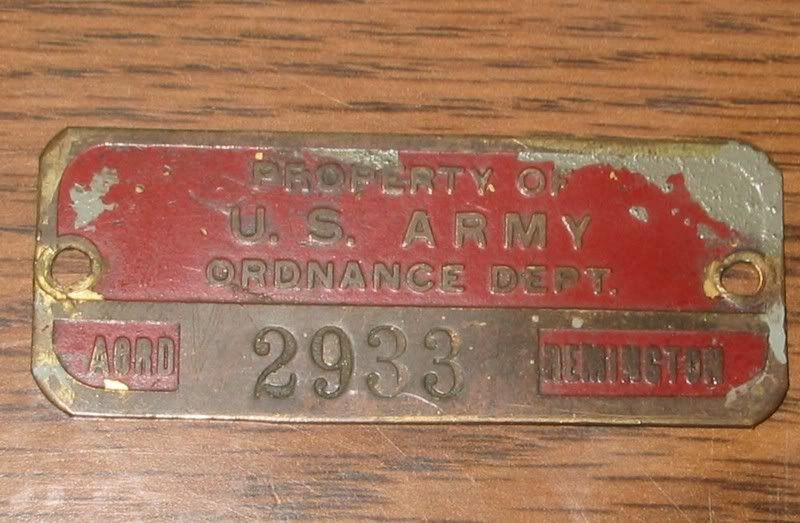 PROPERTY OF
U. S. ARMY
ORDNANCE DEPT.
AORD 2933 REMINGTON